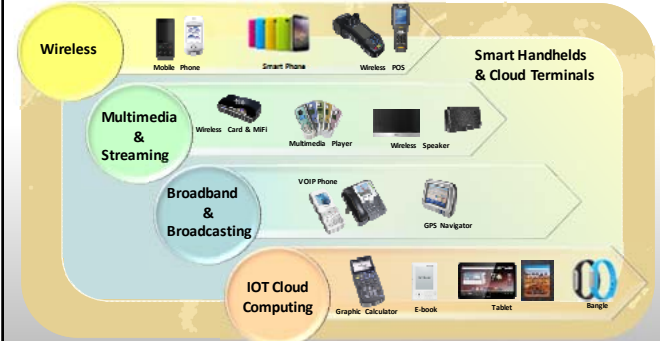 Wireless
Mobile Phone
Smart Phone
Wireless POS
Smart Handhelds
& Cloud Terminals
Multimedia
&
Streaming
Wireless Card & MiFi
Multimedia Player
Wireless Speaker
Broadband
&
Broadcasting
VOIP Phone
GPS Navigator
IOT Cloud
Computing
Graphic Calculator
E-book
Tablet
Bangle